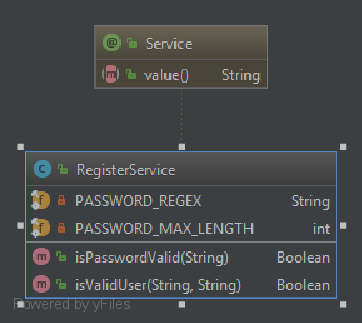 Service
value() String
RegisterService
PASSWORD_REGEX String
PASSWORD_MAX_LENGTH int
isPasswordValid(String) Boolean
isValidUser(String, String) Boolean
Powered by yFiles